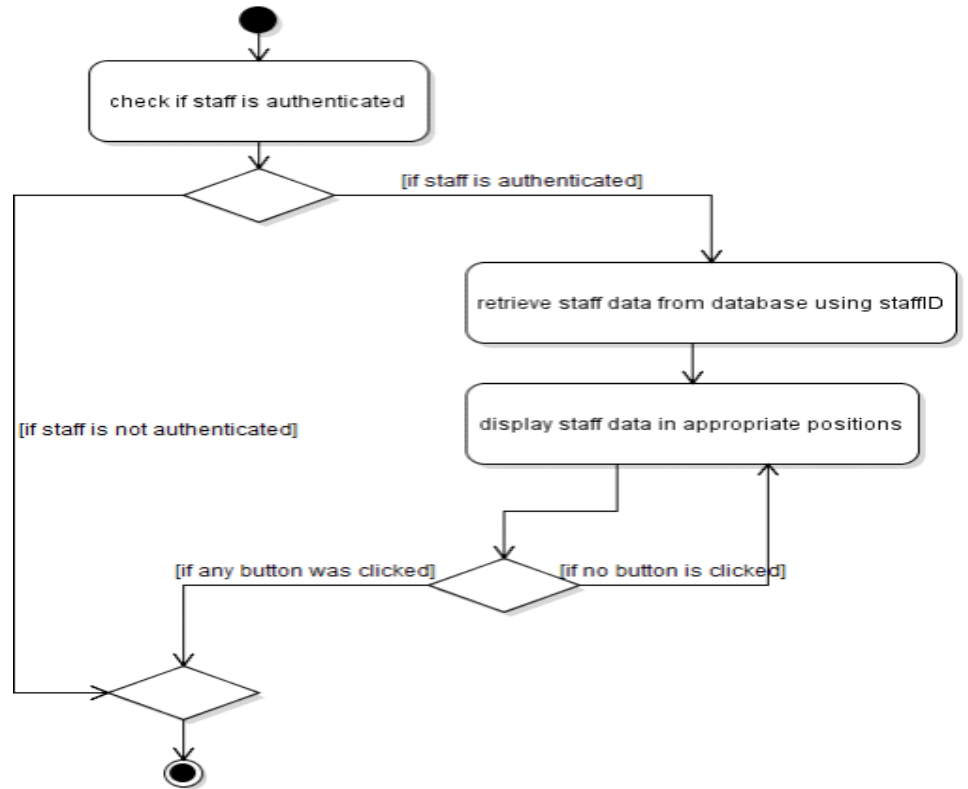 check if staff is authenticated
[if staff is authenticated]
retrieve staff data from database using staffID
display staff data in appropriate positions
[if staff is not authenticated]
[if any button was clicked]
[if no button is clicked]